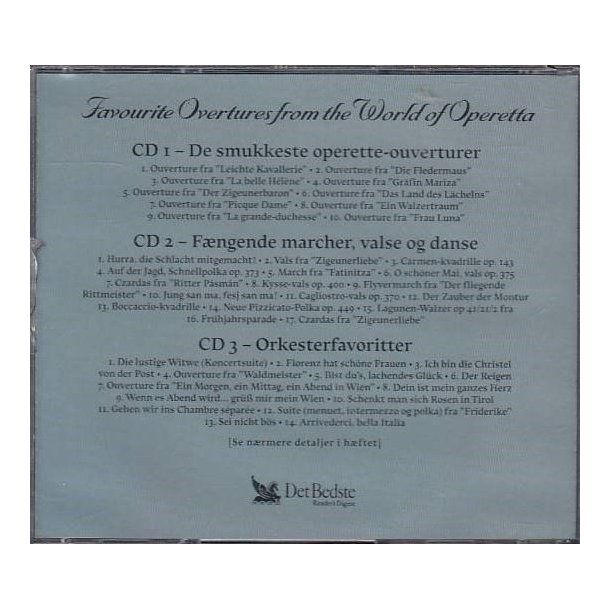 Favourite Overtures from the World of Operetta
CD 1 – De smukkeste operette-ouverturer
1. Ouverture fra "Leichte Kavallerie" • 2. Ouverture fra "Die Fledermaus"
3. Ouverture fra "La belle Hélène" • 4. Ouverture fra "Gräfin Mariza"
5. Ouverture fra "Der Zigeunerbaron" • 6. Ouverture fra "Das Land des Lächelns"
7. Ouverture fra "Picque Dame" • 8. Ouverture fra "Ein Walzertraum"
9. Ouverture fra "La grande-duchesse" • 10. Ouverture fra "Frau Luna"
CD 2 – Fængende marcher, valse og danse
1. Hurra, die Schlacht mitgemacht! • 2. Vals fra "Zigeunerliebe" • 3. Carmen-kvadrille op. 143
4. Auf der Jagd, Schnellpolka op. 373 • 5. March fra "Fatinitza" • 6. O schöner Mai, vals op. 375
7. Czardas fra "Ritter Pásmán" • 8. Kysse-vals op. 400 • 9. Flyvermarch fra "Der fliegende
Rittmeister" • 10. Jung san ma, fesj san ma! • 11. Cagliostro-vals op. 370 • 12. Der Zauber der Montur
13. Boccaccio-kvadrille • 14. Neue Pizzicato-Polka op. 449 • 15. Lagunen-Walzer op 41/21/2 fra
16. Frühjahrsparade • 17. Czardas fra "Zigeunerliebe"
CD 3 – Orkesterfavoritter
1. Die lustige Witwe (Koncertsuite) • 2. Florenz hat schöne Frauen • 3. Ich bin die Christel
von der Post • 4. Ouverture fra "Waldmeister" • 5. Bist du's, lachendes Glück • 6. Der Reigen
7. Ouverture fra "Ein Morgen, ein Mittag, ein Abend in Wien" • 8. Dein ist mein ganzes Herz
9. Wenn es Abend wird... grüß mir mein Wien • 10. Schenkt man sich Rosen in Tirol
11. Gehen wir ins Chambre séparée • 12. Suite (menuet, intermezzo og polka) fra "Friderike"
13. Sei nicht bös • 14. Arrivederci, bella Italia
[Se nærmere detaljer i hæftet]
Det Bedste
Reader's Digest